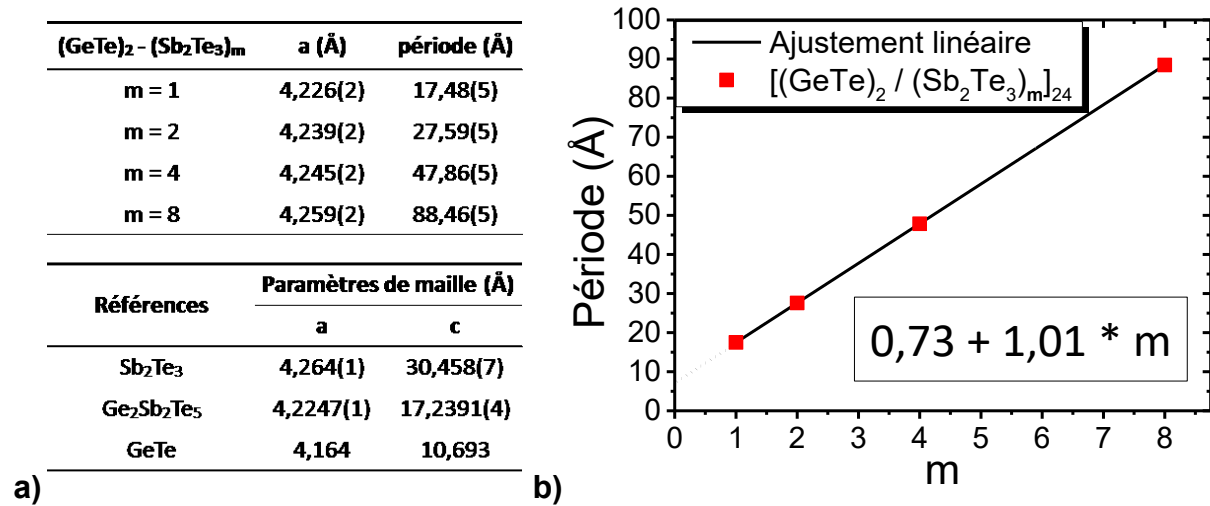 (GeTe)₂ - (Sb₂Te₃)ₘ a (Å) période (Å)
m = 1 4,226(2) 17,48(5)
m = 2 4,239(2) 27,59(5)
m = 4 4,245(2) 47,86(5)
m = 8 4,259(2) 88,46(5)
Références Paramètres de maille (Å)
a c
Sb₂Te₃ 4,264(1) 30,458(7)
Ge₂Sb₂Te₅ 4,2247(1) 17,2391(4)
GeTe 4,164 10,693
a)
Période (Å)
100
90
80
70
60
50
40
30
20
10
0
Ajustement linéaire
[(GeTe)₂ / (Sb₂Te₃)ₘ]₂₄
0,73 + 1,01 * m
0 1 2 3 4 5 6 7 8
m
b)